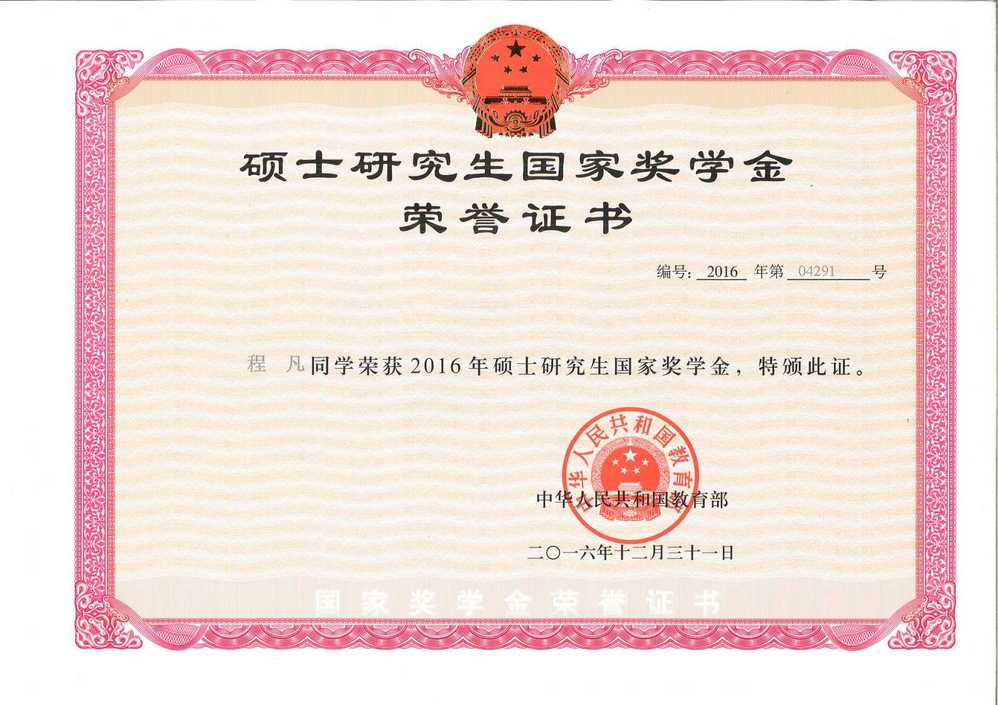 硕士研究生国家奖学金
荣誉证书
编号: 2016 年第 04291 号
程 凡同学荣获2016年硕士研究生国家奖学金，特颁此证。
中华人民共和国教育部
中华人民共和国教育部
二〇一六年十二月三十一日
国家奖学金荣誉证书